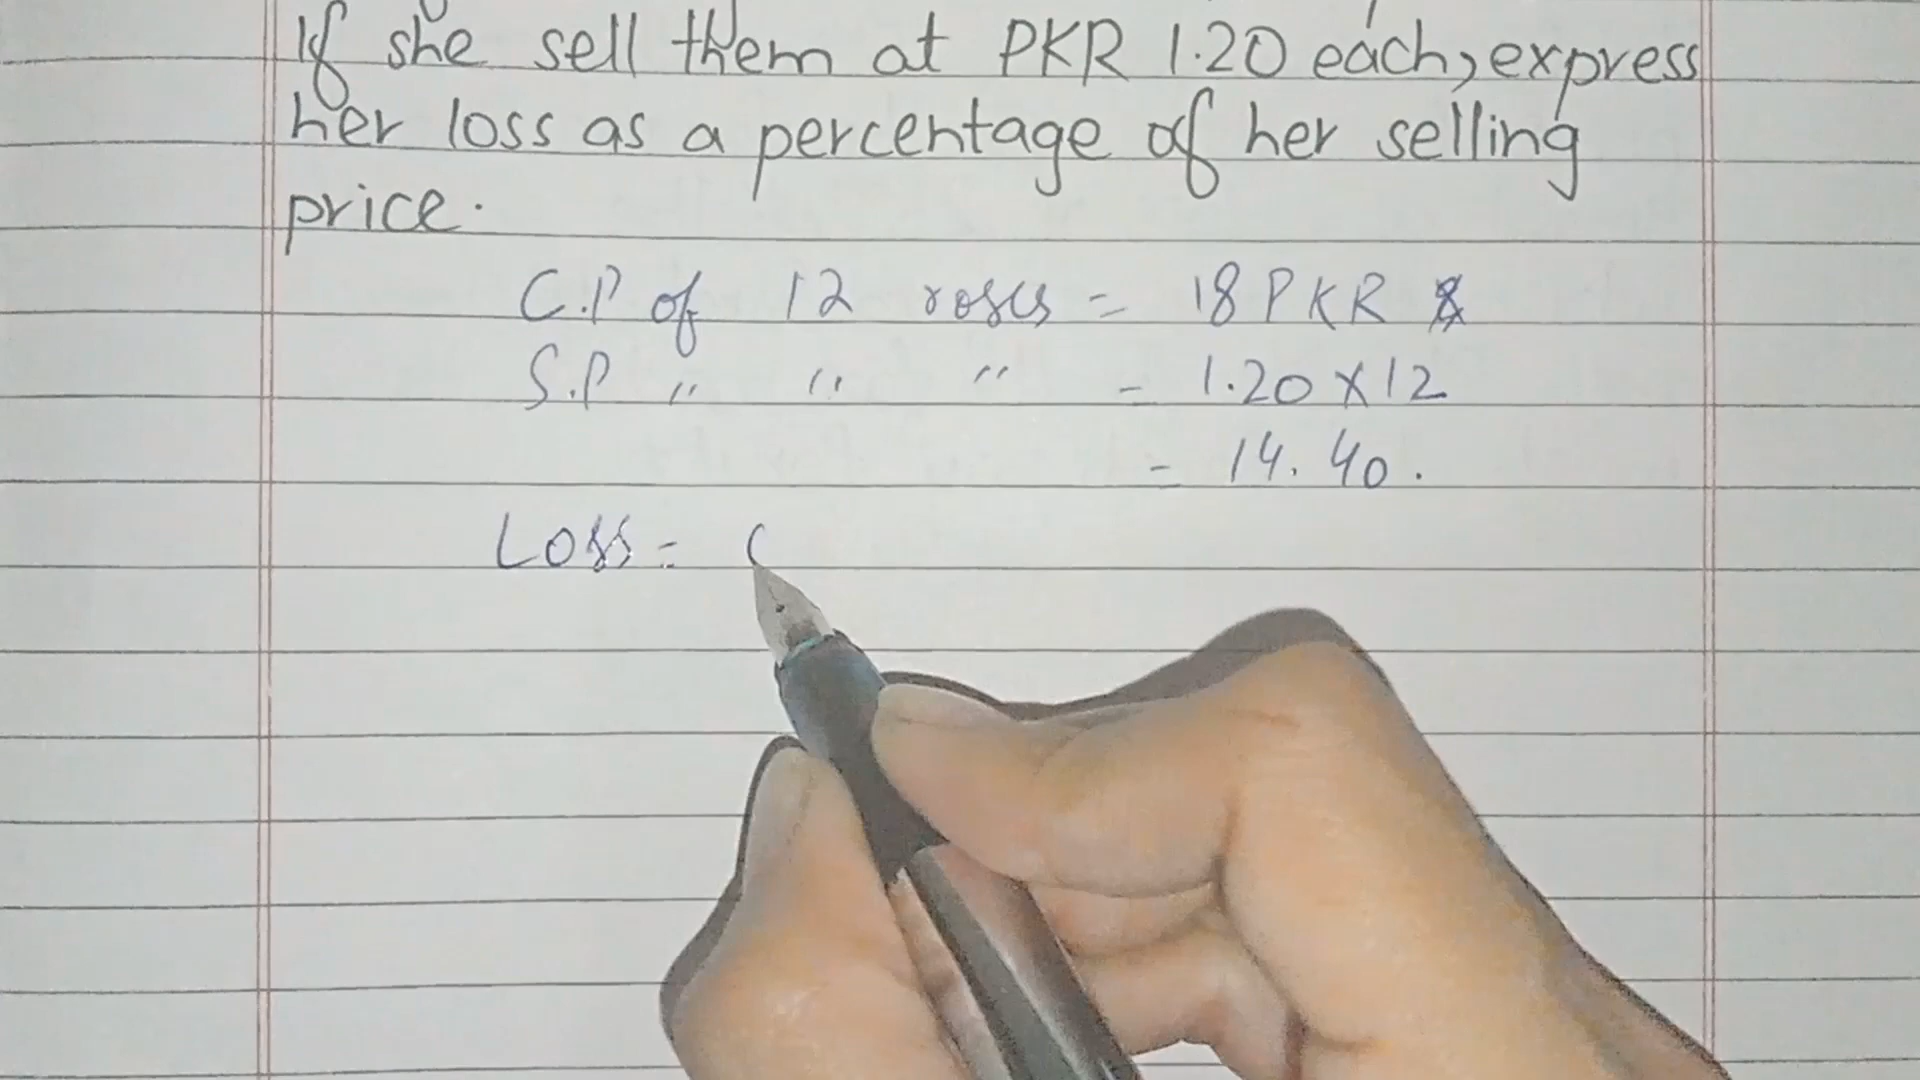 If she sell them at PKR 1.20 each, express
her loss as a percentage of her selling
price.
C.P of 12 roses = 18 PKR
S.P " " " = 1.20 x 12
= 14.40.
Loss = C